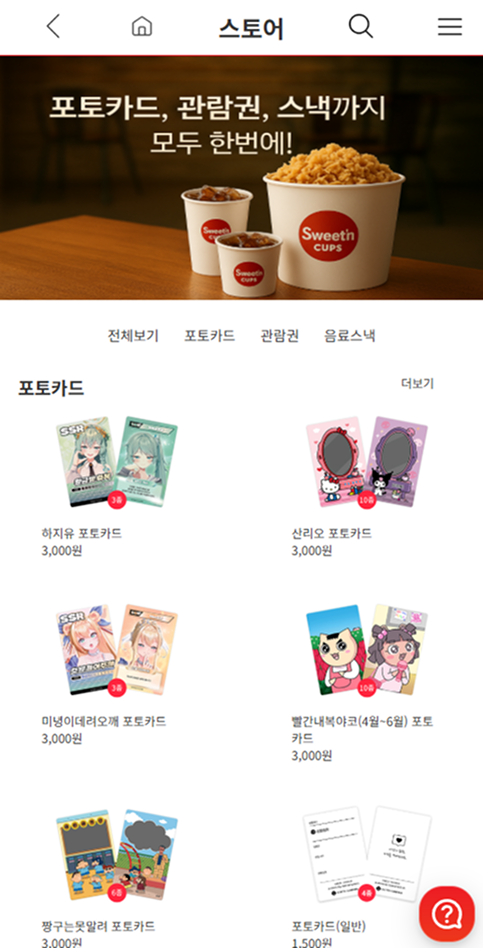 스토어
포토카드, 관람권, 스낵까지
모두 한번에!
Sweet'n
CUPS
Sweet'n
CUPS
Sweet'n
CUPS
전체보기 포토카드 관람권 음료스낵
포토카드
더보기
SSR
3종
하지유 포토카드
3,000원
10종
산리오 포토카드
3,000원
SSR
3종
미녕이데려오깨 포토카드
3,000원
10종
빨간내복야코(4월~6월) 포토
카드
3,000원
6종
짱구는못말려 포토카드
3,000원
4종
포토카드(일반)
1,500원